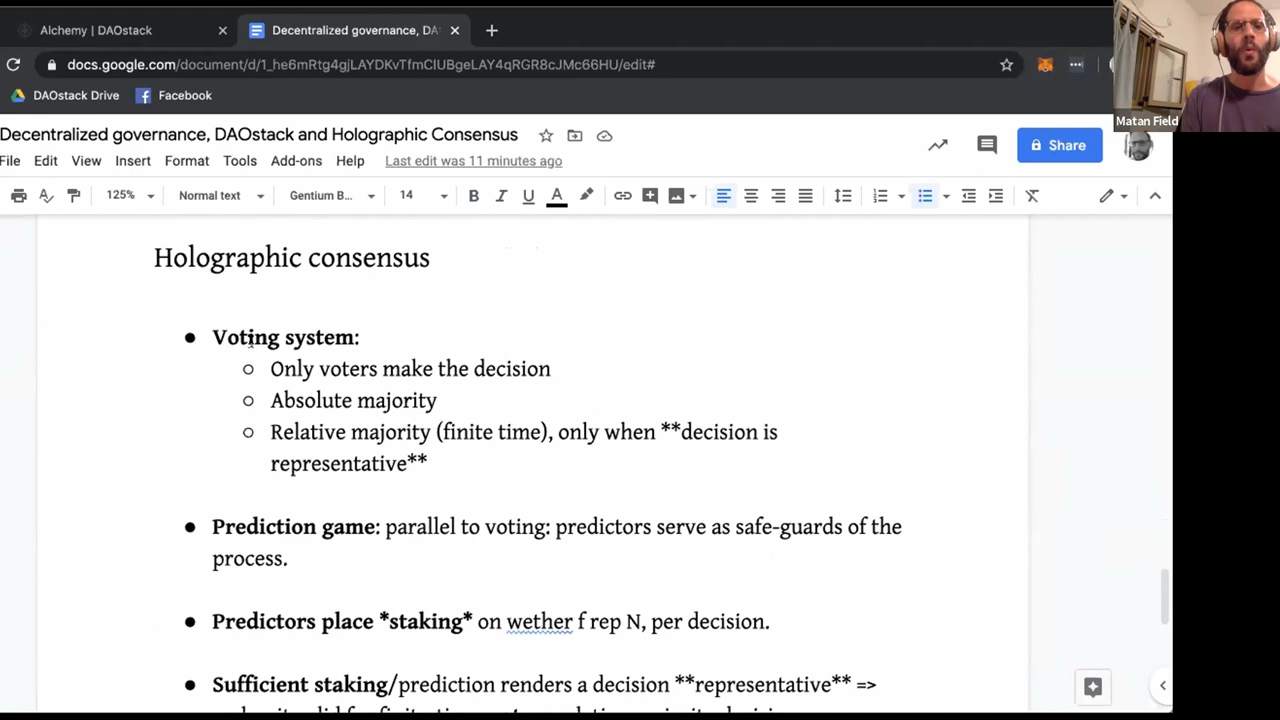 Alchemy | DAOstack
Decentralized governance, DA
docs.google.com/document/d/1_he6mRtg4gjLAYDKvTfmClUBgeLAY4qRGR8cJMc66HU/edit#
DAOstack Drive Facebook
Matan Field
Decentralized governance, DAOstack and Holographic Consensus
File Edit View Insert Format Tools Add-ons Help Last edit was 11 minutes ago
Share
125% Normal text Gentium B... 14 B I U A
Holographic consensus
● Voting system:
○ Only voters make the decision
○ Absolute majority
○ Relative majority (finite time), only when **decision is
representative**
● Prediction game: parallel to voting: predictors serve as safe-guards of the
process.
● Predictors place *staking* on wether f rep N, per decision.
● Sufficient staking/prediction renders a decision **representative** =>